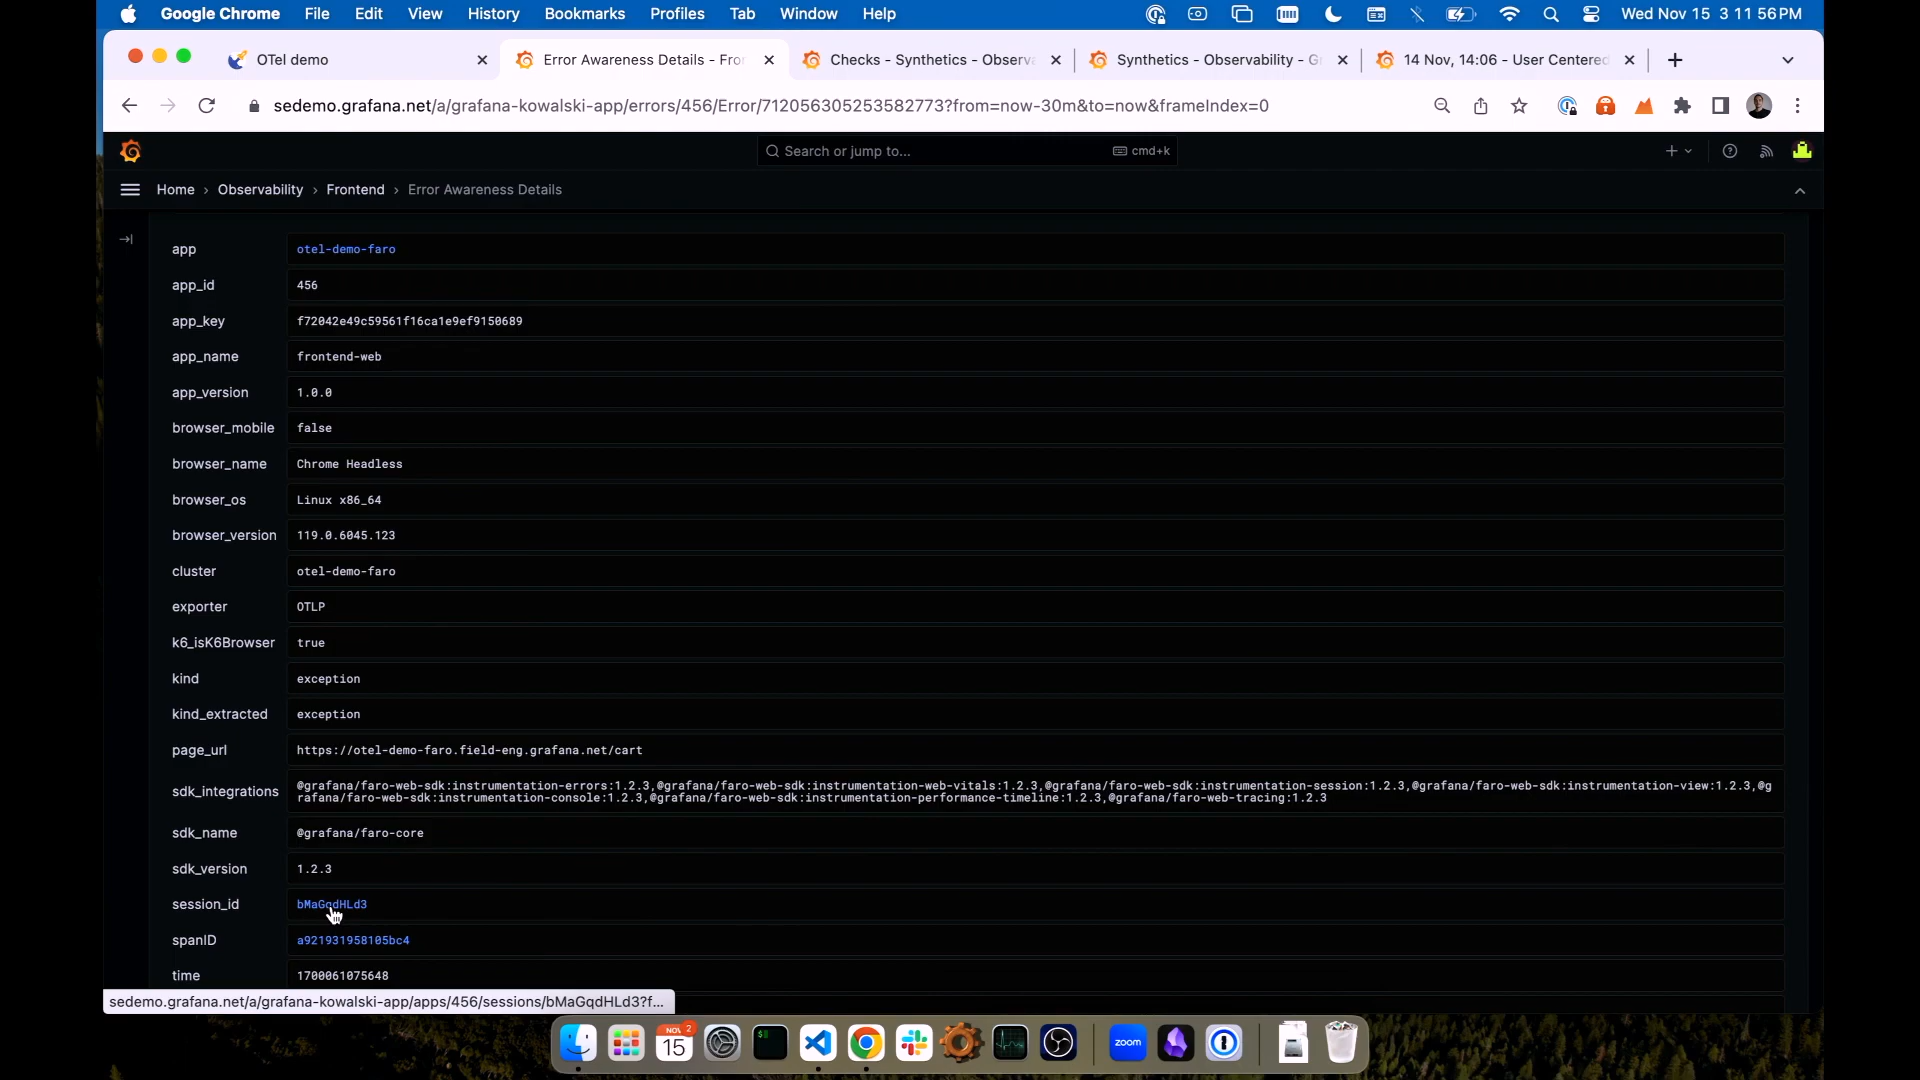 Google Chrome File Edit View History Bookmarks Profiles Tab Window Help Wed Nov 15 3 11 56 PM
OTel demo
Error Awareness Details - Fro
Checks - Synthetics - Observa
Synthetics - Observability - G
14 Nov, 14:06 - User Centered
sedemo.grafana.net/a/grafana-kowalski-app/errors/456/Error/712056305253582773?from=now-30m&to=now&frameIndex=0
Search or jump to... cmd+k
Home › Observability › Frontend › Error Awareness Details
app otel-demo-faro
app_id 456
app_key f72042e49c59561f16ca1e9ef9150689
app_name frontend-web
app_version 1.0.0
browser_mobile false
browser_name Chrome Headless
browser_os Linux x86_64
browser_version 119.0.6045.123
cluster otel-demo-faro
exporter OTLP
k6_isK6Browser true
kind exception
kind_extracted exception
page_url https://otel-demo-faro.field-eng.grafana.net/cart
sdk_integrations @grafana/faro-web-sdk:instrumentation-errors:1.2.3,@grafana/faro-web-sdk:instrumentation-web-vitals:1.2.3,@grafana/faro-web-sdk:instrumentation-session:1.2.3,@grafana/faro-web-sdk:instrumentation-view:1.2.3,@g
rafana/faro-web-sdk:instrumentation-console:1.2.3,@grafana/faro-web-sdk:instrumentation-performance-timeline:1.2.3,@grafana/faro-web-tracing:1.2.3
sdk_name @grafana/faro-core
sdk_version 1.2.3
session_id bMaGqdHLd3
spanID a921931958105bc4
time 1700061075648
sedemo.grafana.net/a/grafana-kowalski-app/apps/456/sessions/bMaGqdHLd3?f...
NOV 2
15
zoom